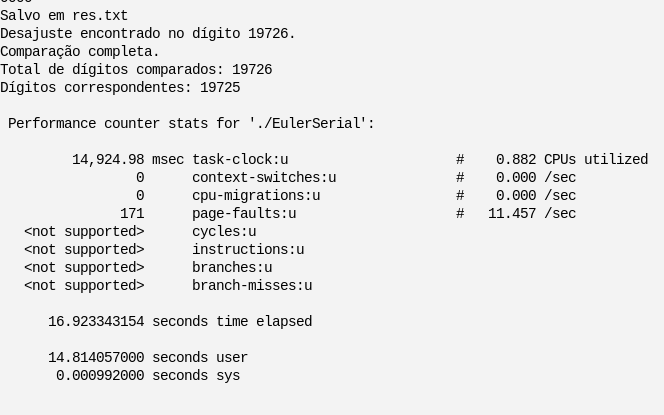 Salvo em res.txt
Desajuste encontrado no dígito 19726.
Comparação completa.
Total de dígitos comparados: 19726
Dígitos correspondentes: 19725
Performance counter stats for './EulerSerial':
14,924.98 msec task-clock:u # 0.882 CPUs utilized
0 context-switches:u # 0.000 /sec
0 cpu-migrations:u # 0.000 /sec
171 page-faults:u # 11.457 /sec
<not supported> cycles:u
<not supported> instructions:u
<not supported> branches:u
<not supported> branch-misses:u
16.923343154 seconds time elapsed
14.814057000 seconds user
0.000992000 seconds sys